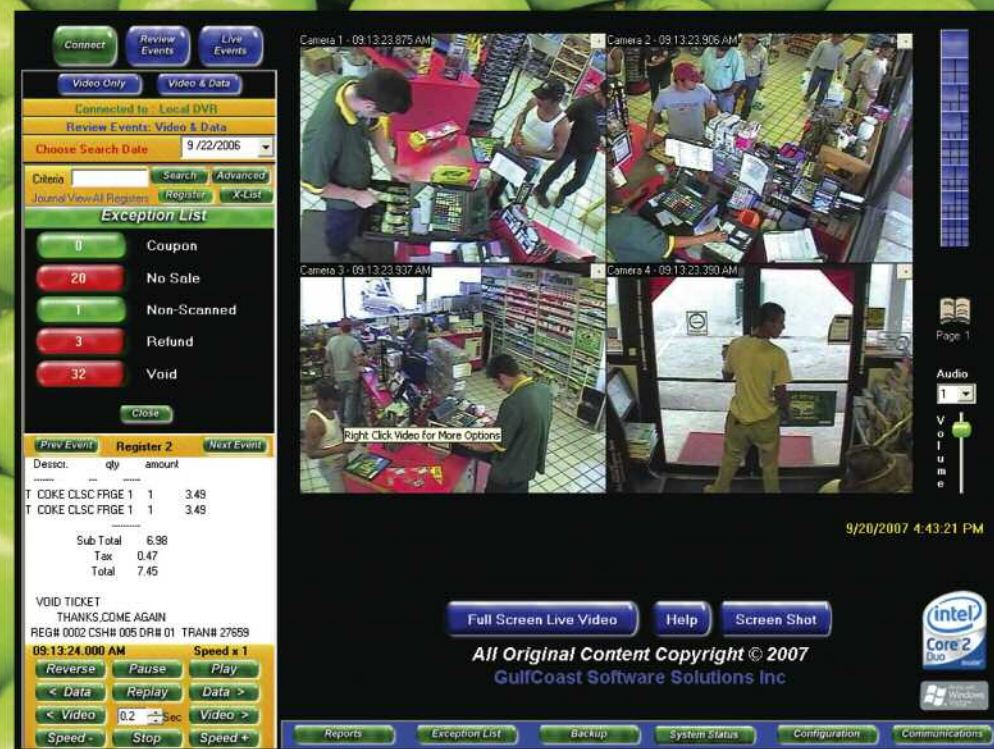 Connect
Review Events
Live Events
Video Only
Video & Data
Connected to : Local DVR
Review Events: Video & Data
Choose Search Date
9 /22/2006
Criteria
Search
Advanced
Journal View-All Registers
Register
X-List
Exception List
0 Coupon
20 No Sale
1 Non-Scanned
3 Refund
32 Void
Close
Prev Event
Register 2
Next Event
Descr. qty amount
T COKE CLSC FRGE 1 1 3.49
T COKE CLSC FRGE 1 1 3.49
Sub Total 6.98
Tax 0.47
Total 7.45
VOID TICKET
THANKS,COME AGAIN
REG# 0002 CSH# 005 DR# 01 TRAN# 27659
09:13:24.000 AM
Speed x 1
Reverse
Pause
Play
< Data
Replay
Data >
< Video
0.2
Sec
Video >
Speed -
Stop
Speed +
Camera 1 - 09:13:23.875 AM
Camera 2 - 09:13:23.906 AM
Camera 3 - 09:13:23.937 AM
Camera 4 - 09:13:23.390 AM
Right Click Video for More Options
Page: 1
Audio
1
Volume
9/20/2007 4:43:21 PM
Full Screen Live Video
Help
Screen Shot
All Original Content Copyright © 2007
GulfCoast Software Solutions Inc
intel
Core 2
Duo
inside
Windows
Vista
Reports
Exception List
Backup
System Status
Configuration
Communications